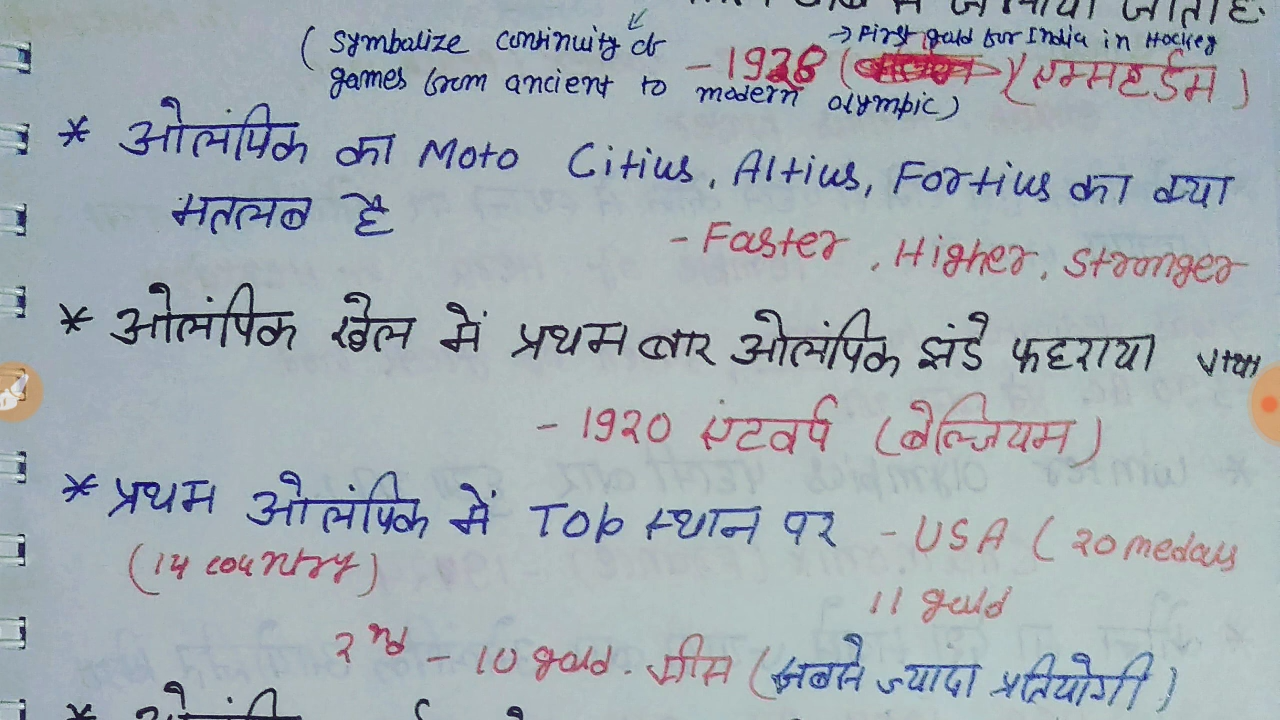 जाता है.
(symbolize continuity of → First gold for India in Hockey
games from ancient to modern olympic) - 1928 ( ) (एम्सटर्डम)
* ओलंपिक का Moto Citius, Altius, Fortius का क्या
मतलब है
- Faster, Higher, Stronger
* ओलंपिक खेल में प्रथम बार ओलंपिक झंडे फहराया गया
- 1920 एंटवर्प (बेल्जियम)
* प्रथम ओलंपिक में Top स्थान पर - USA (20 medals
(14 country)
11 gold
2nd - 10 gold. ग्रीस (सबसे ज्यादा प्रतियोगी)